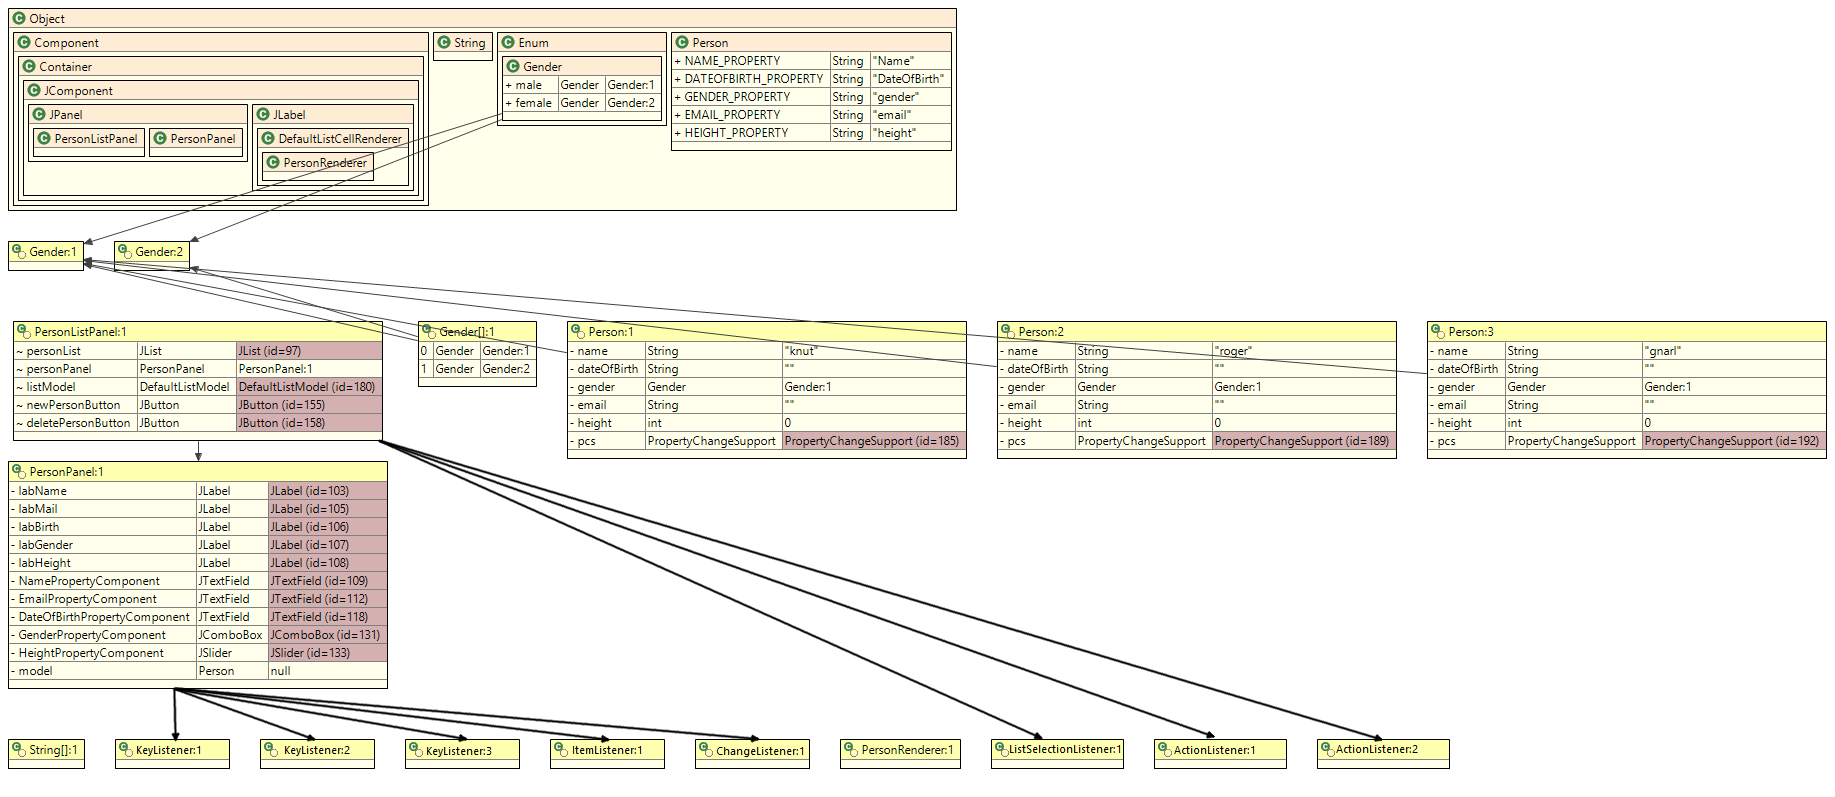 Object
Component
String
Enum
Person
Container
Gender
+ NAME_PROPERTY String "Name"
+ male Gender Gender:1
+ DATEOFBIRTH_PROPERTY String "DateOfBirth"
JComponent
+ female Gender Gender:2
+ GENDER_PROPERTY String "gender"
JPanel
JLabel
+ EMAIL_PROPERTY String "email"
PersonListPanel
PersonPanel
DefaultListCellRenderer
+ HEIGHT_PROPERTY String "height"
PersonRenderer
Gender:1
Gender:2
PersonListPanel:1
~ personList JList JList (id=97)
~ personPanel PersonPanel PersonPanel:1
~ listModel DefaultListModel DefaultListModel (id=180)
~ newPersonButton JButton JButton (id=155)
~ deletePersonButton JButton JButton (id=158)
Gender[]:1
0 Gender Gender:1
1 Gender Gender:2
Person:1
- name String "knut"
- dateOfBirth String ""
- gender Gender Gender:1
- email String ""
- height int 0
- pcs PropertyChangeSupport PropertyChangeSupport (id=185)
Person:2
- name String "roger"
- dateOfBirth String ""
- gender Gender Gender:1
- email String ""
- height int 0
- pcs PropertyChangeSupport PropertyChangeSupport (id=189)
Person:3
- name String "gnarl"
- dateOfBirth String ""
- gender Gender Gender:1
- email String ""
- height int 0
- pcs PropertyChangeSupport PropertyChangeSupport (id=192)
PersonPanel:1
- labName JLabel JLabel (id=103)
- labMail JLabel JLabel (id=105)
- labBirth JLabel JLabel (id=106)
- labGender JLabel JLabel (id=107)
- labHeight JLabel JLabel (id=108)
- NamePropertyComponent JTextField JTextField (id=109)
- EmailPropertyComponent JTextField JTextField (id=112)
- DateOfBirthPropertyComponent JTextField JTextField (id=118)
- GenderPropertyComponent JComboBox JComboBox (id=131)
- HeightPropertyComponent JSlider JSlider (id=133)
- model Person null
String[]:1
KeyListener:1
KeyListener:2
KeyListener:3
ItemListener:1
ChangeListener:1
PersonRenderer:1
ListSelectionListener:1
ActionListener:1
ActionListener:2